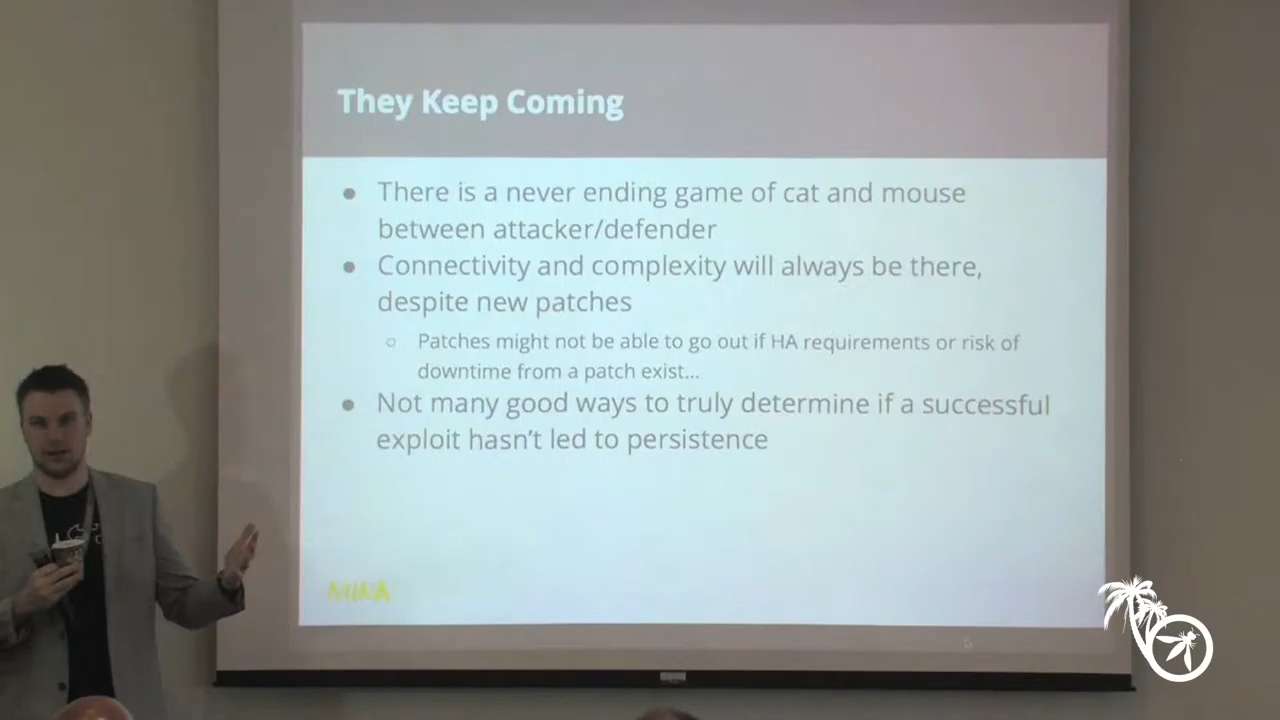 They Keep Coming
There is a never ending game of cat and mouse
between attacker/defender
Connectivity and complexity will always be there,
despite new patches
Patches might not be able to go out if HA requirements or risk of
downtime from a patch exist...
Not many good ways to truly determine if a successful
exploit hasn't led to persistence